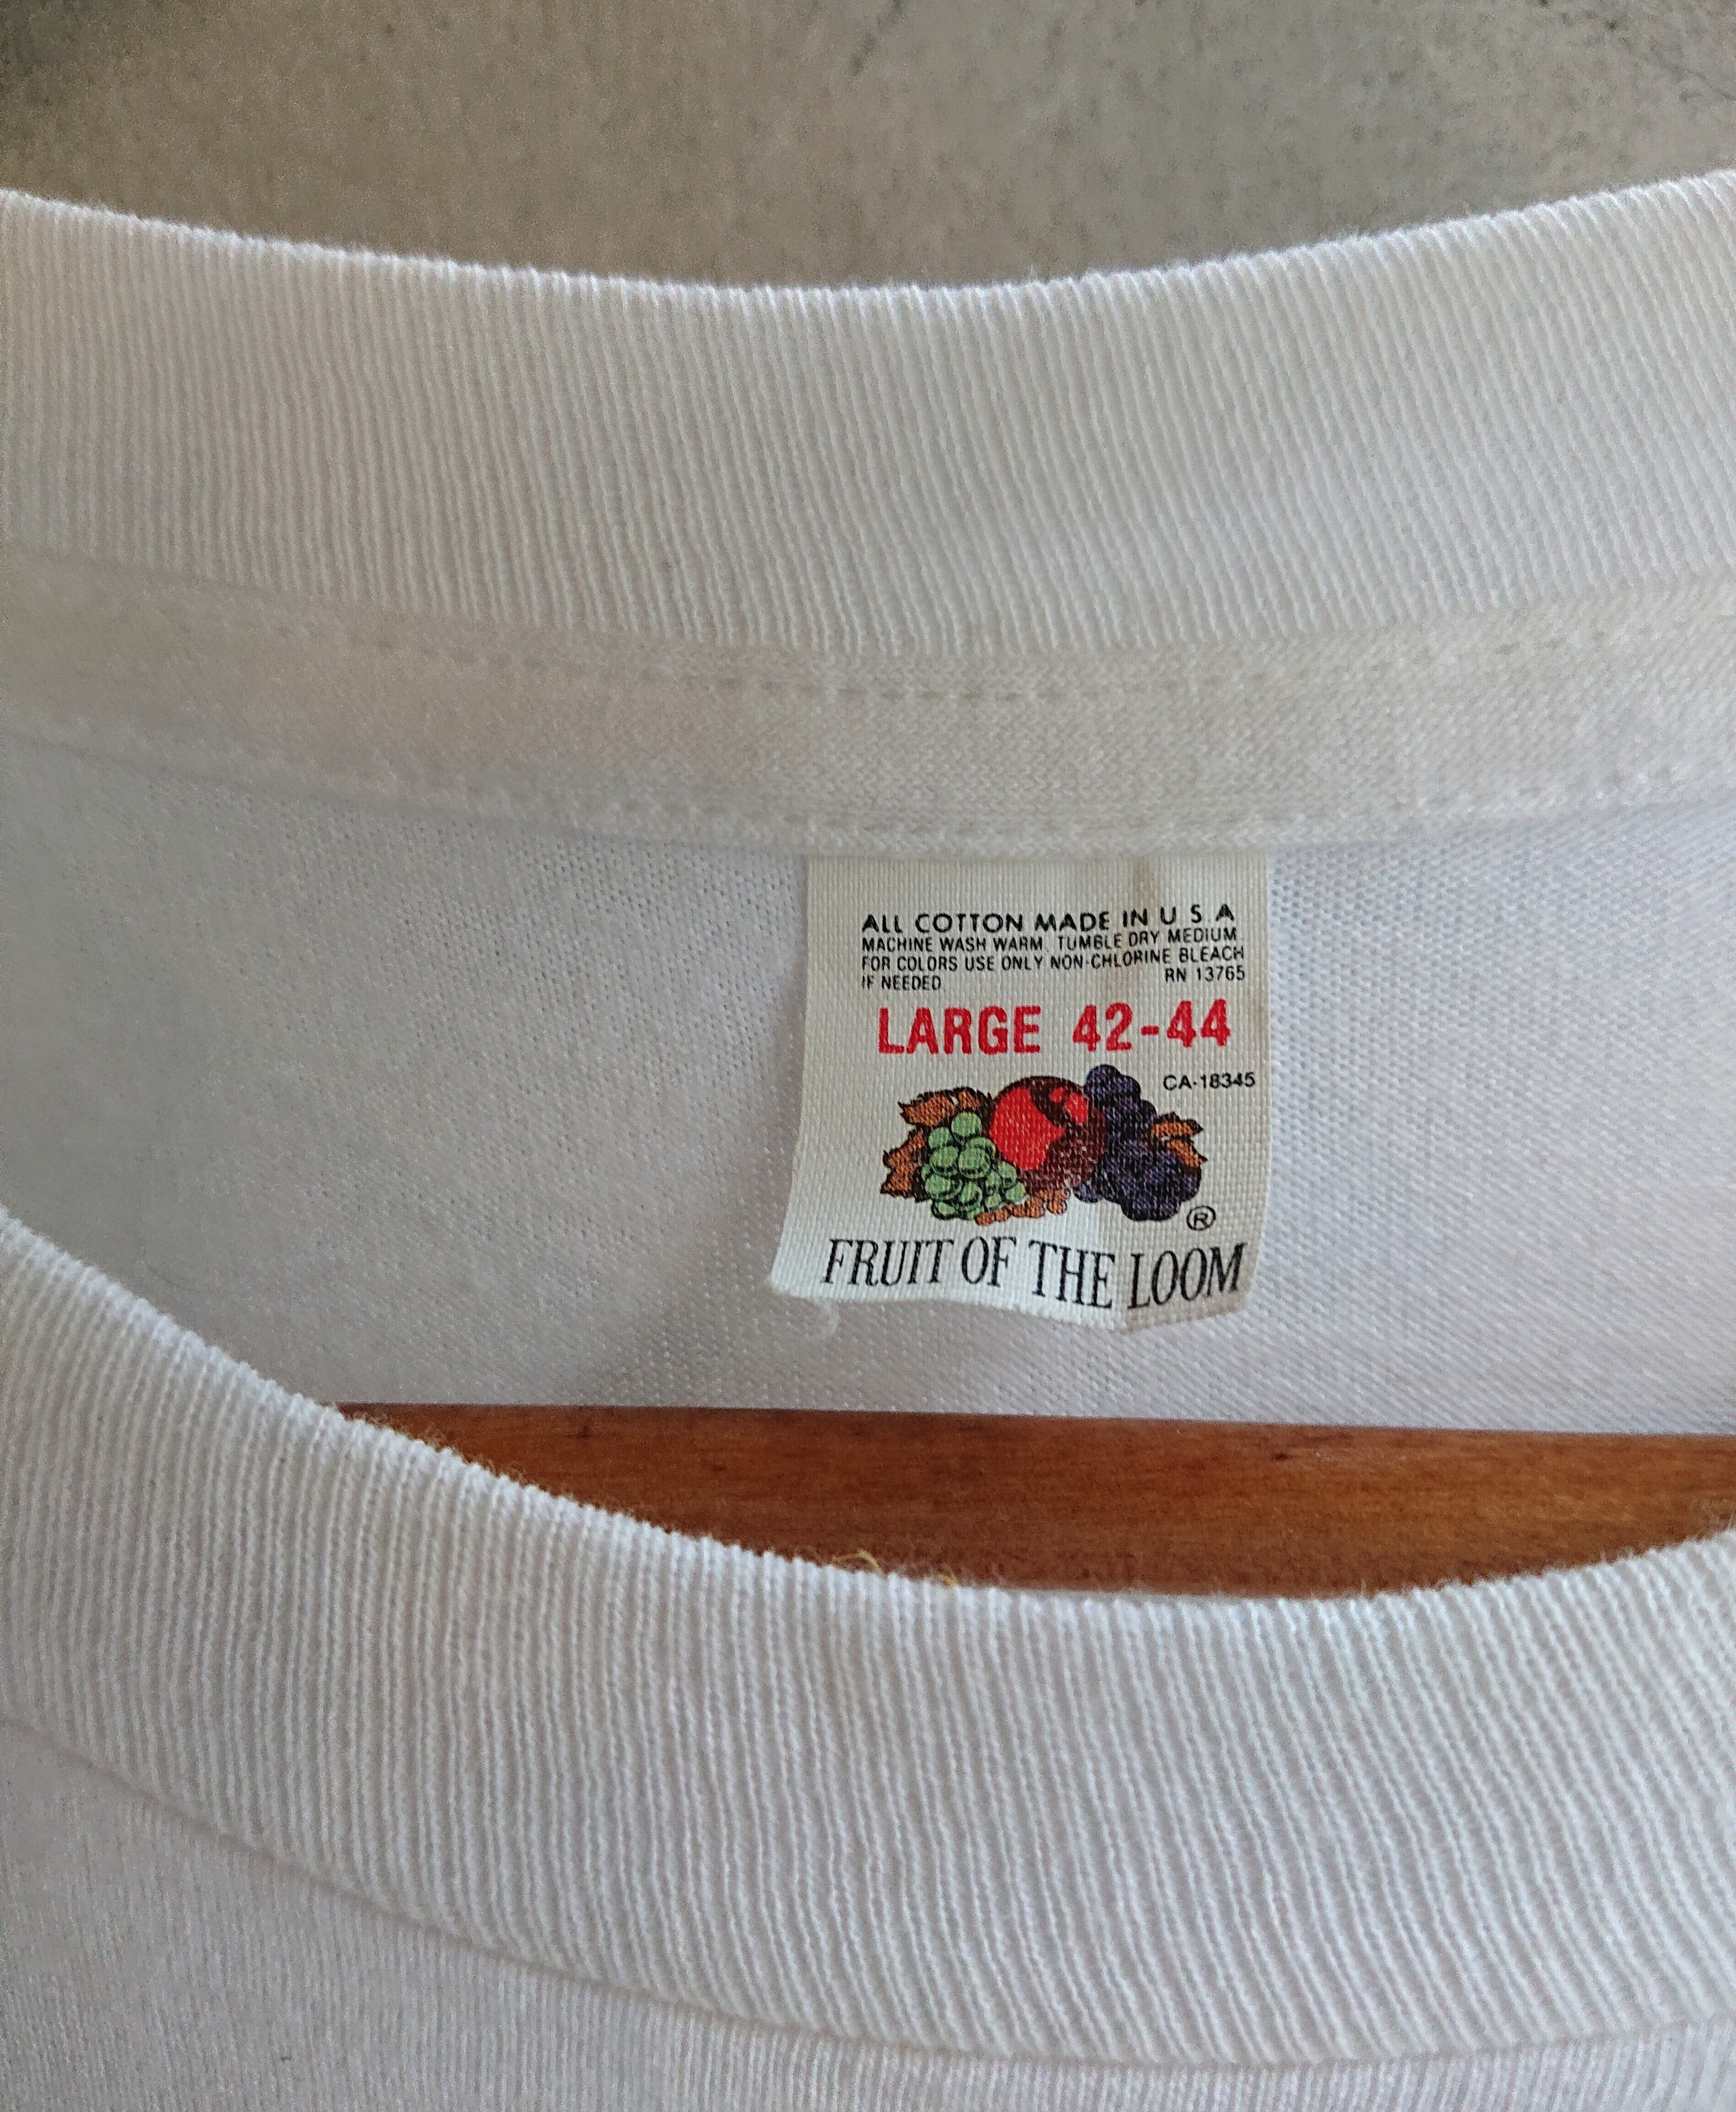 ALL COTTON MADE IN U S A
MACHINE WASH WARM. TUMBLE DRY MEDIUM
FOR COLORS USE ONLY NON-CHLORINE BLEACH
IF NEEDED RN 13765
LARGE 42-44
CA-18345
®
FRUIT OF THE LOOM